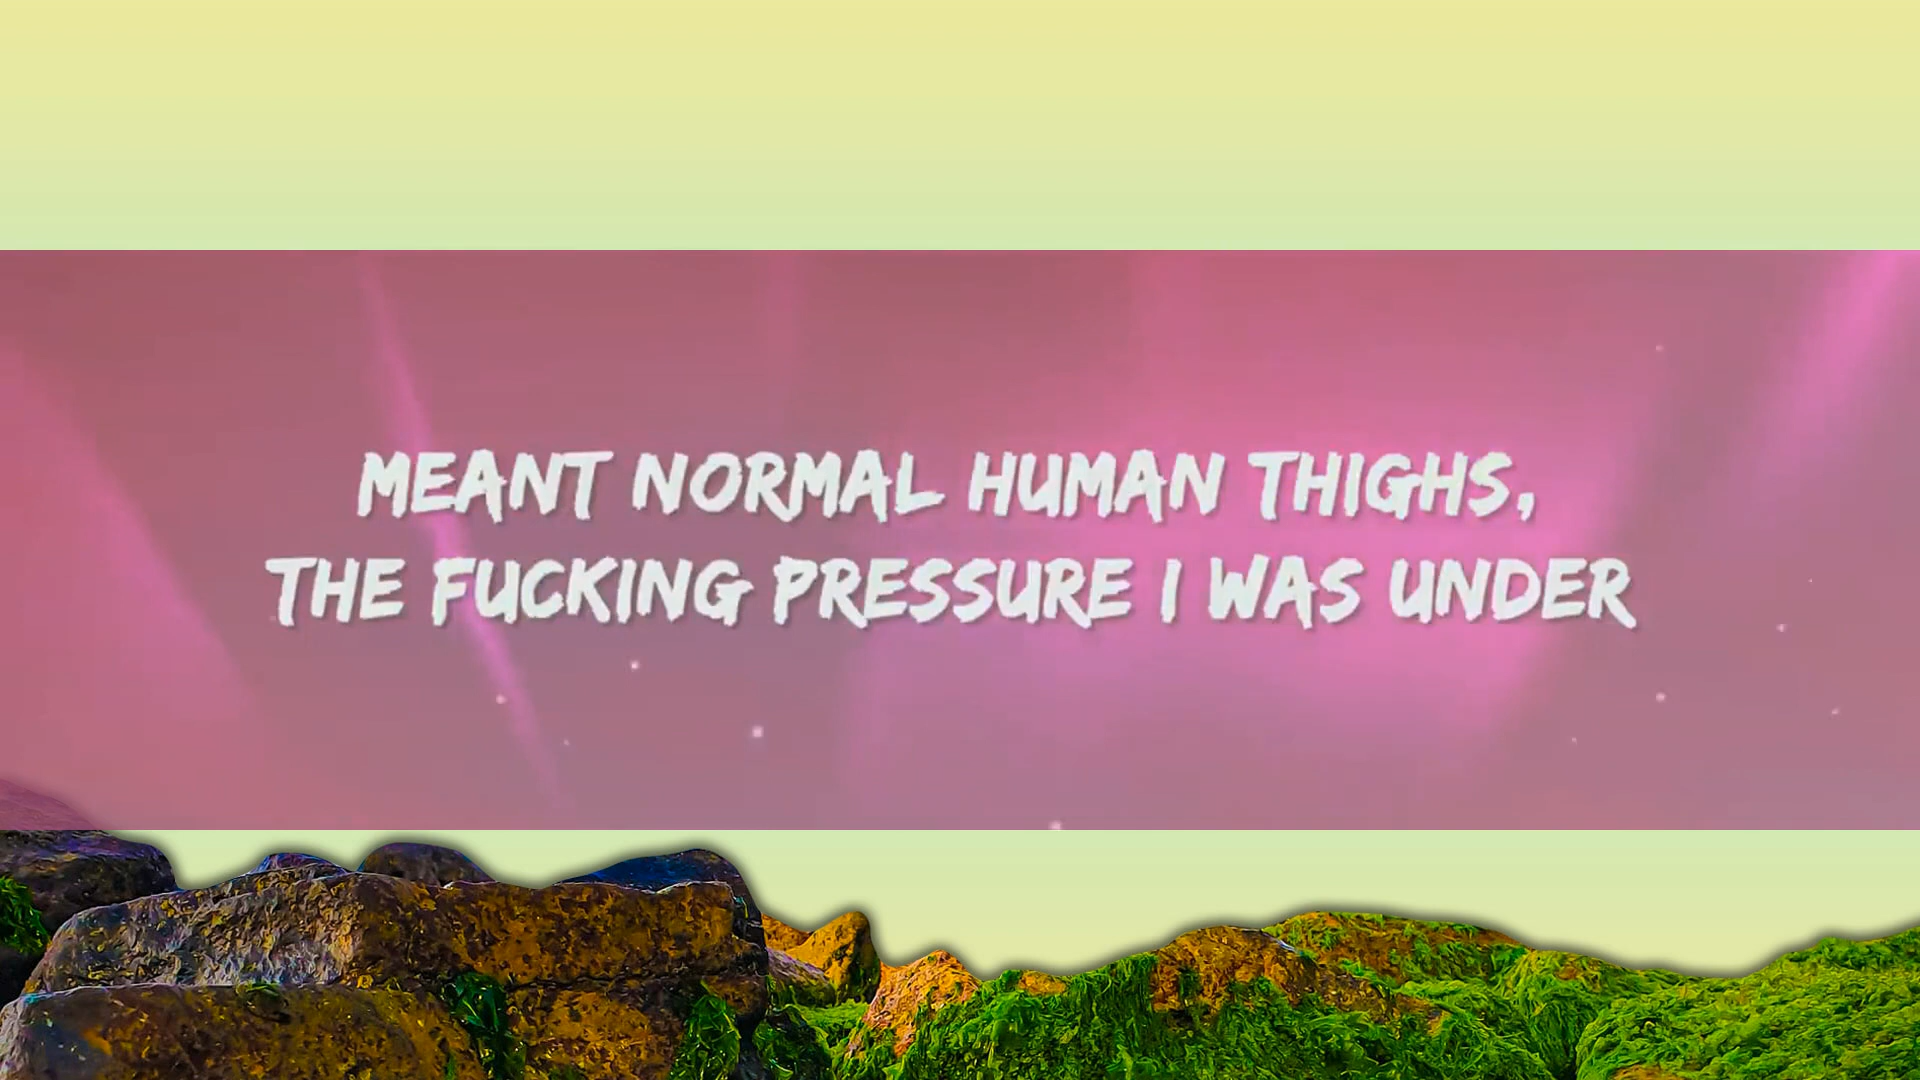 MEANT NORMAL HUMAN THIGHS,
THE FUCKING PRESSURE I WAS UNDER